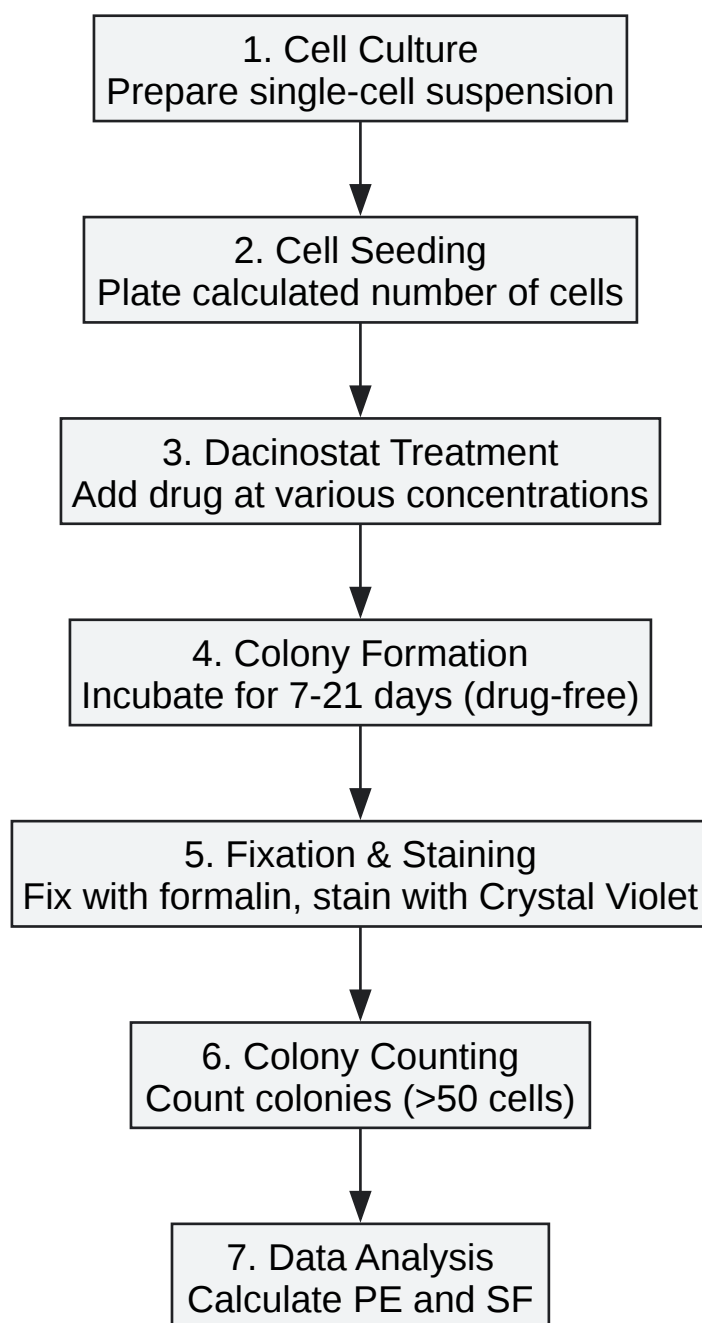 1. Cell Culture
Prepare single-cell suspension
2. Cell Seeding
Plate calculated number of cells
3. Dacinostat Treatment
Add drug at various concentrations
4. Colony Formation
Incubate for 7-21 days (drug-free)
5. Fixation & Staining
Fix with formalin, stain with Crystal Violet
6. Colony Counting
Count colonies (>50 cells)
7. Data Analysis
Calculate PE and SF